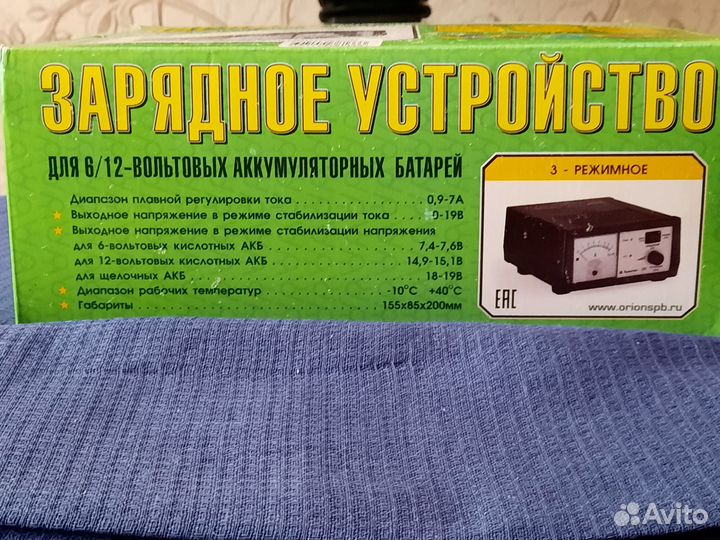 ЗАРЯДНОЕ УСТРОЙСТВО
ДЛЯ 6/12-ВОЛЬТОВЫХ АККУМУЛЯТОРНЫХ БАТАРЕЙ
3 - РЕЖИМНОЕ
Диапазон плавной регулировки тока 0,9-7А
Выходное напряжение в режиме стабилизации тока 0-19В
Выходное напряжение в режиме стабилизации напряжения
для 6-вольтовых кислотных АКБ 7,4-7,6В
для 12-вольтовых кислотных АКБ 14,9-15,1В
для щелочных АКБ 18-19В
Диапазон рабочих температур -10°С +40°С
Габариты 155х85х200мм
ЕАС
www.orionspb.ru
Avito